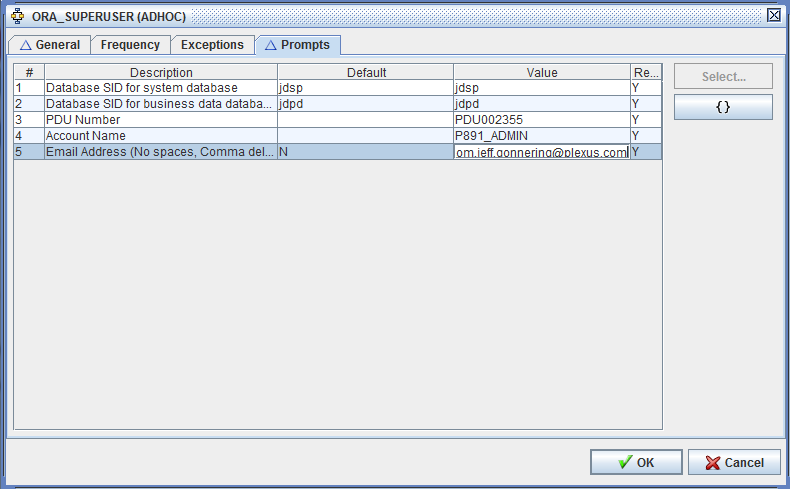 ORA_SUPERUSER (ADHOC)
General Frequency Exceptions Prompts
# Description Default Value Re...
1 Database SID for system database jdsp jdsp Y
2 Database SID for business data databa... jdpd jdpd Y
3 PDU Number PDU002355 Y
4 Account Name P891_ADMIN Y
5 Email Address (No spaces, Comma del... N om,jeff.gonnering@plexus.com Y
Select...
{}
OK Cancel